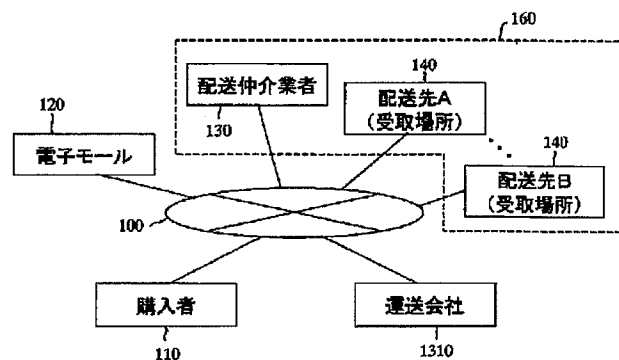 160
140
配送仲介業者
130
配送先A
(受取場所)
120
電子モール
140
配送先B
(受取場所)
100
購入者
110
運送会社
1310